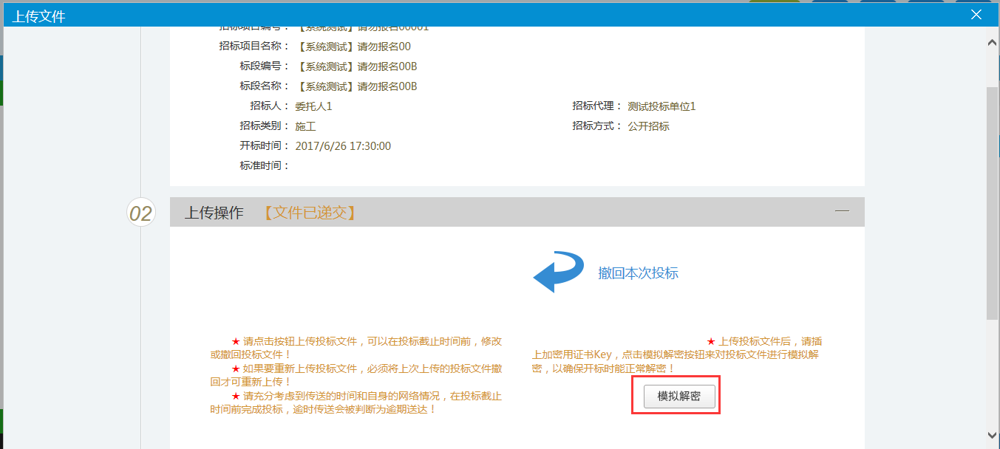 上传文件
招标项目编号： 【系统测试】请勿报名00001
招标项目名称： 【系统测试】请勿报名00
标段编号： 【系统测试】请勿报名00B
标段名称： 【系统测试】请勿报名00B
招标人： 委托人1 招标代理： 测试投标单位1
招标类别： 施工 招标方式： 公开招标
开标时间： 2017/6/26 17:30:00
标准时间：
02 上传操作 【文件已递交】
撤回本次投标
★ 请点击按钮上传投标文件，可以在投标截止时间前，修改
或撤回投标文件！
★ 如果要重新上传投标文件，必须将上次上传的投标文件撤
回才可重新上传！
★ 请充分考虑到传送的时间和自身的网络情况，在投标截止
时间前完成投标，逾时传送会被判断为逾期送达！
★ 上传投标文件后，请插
上加密用证书Key，点击模拟解密按钮来对投标文件进行模拟解
密，以确保开标时能正常解密！
模拟解密